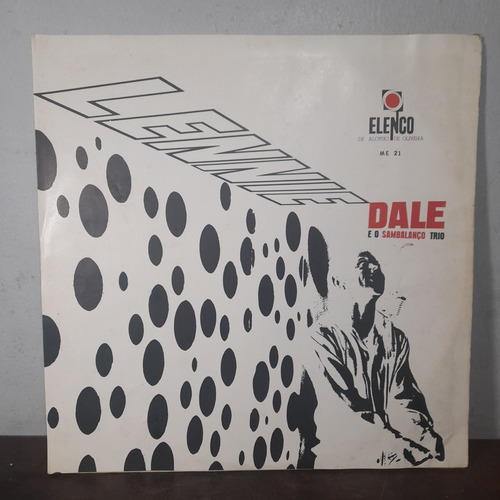 LENNIE
ELENCO
DE ALOYSIO DE OLIVEIRA
ME 21
DALE
E O SAMBALANÇO TRIO